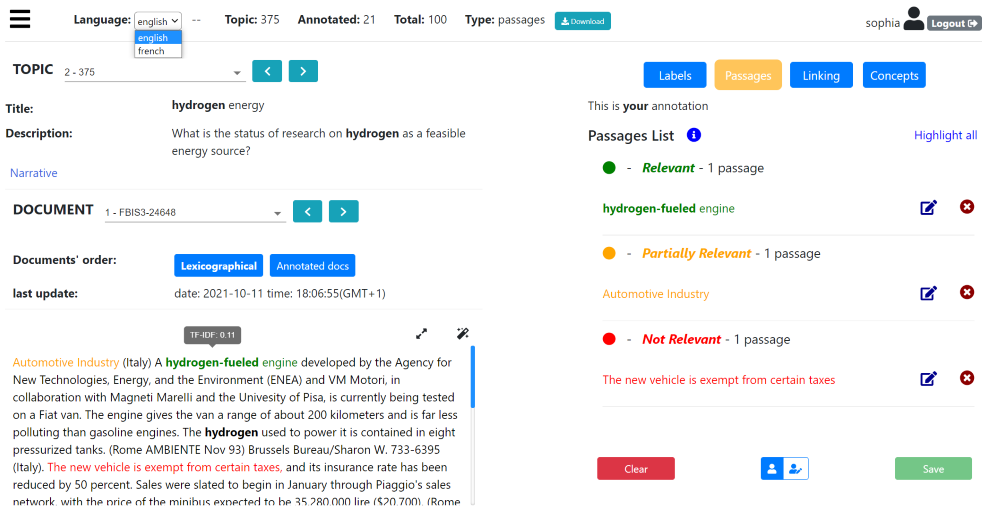 Language: english -- Topic: 375 Annotated: 21 Total: 100 Type: passages Download
sophia Logout
english
french
TOPIC 2 - 375
Labels Passages Linking Concepts
Title: hydrogen energy
This is your annotation
Description: What is the status of research on hydrogen as a feasible
energy source?
Passages List Highlight all
Narrative
- Relevant - 1 passage
DOCUMENT 1 - FBIS3-24648
hydrogen-fueled engine
- Partially Relevant - 1 passage
Documents' order: Lexicographical Annotated docs
last update: date: 2021-10-11 time: 18:06:55(GMT+1)
Automotive Industry
TF-IDF: 0.11
- Not Relevant - 1 passage
The new vehicle is exempt from certain taxes
Automotive Industry (Italy) A hydrogen-fueled engine developed by the Agency for
New Technologies, Energy, and the Environment (ENEA) and VM Motori, in
collaboration with Magneti Marelli and the Univesity of Pisa, is currently being tested
on a Fiat van. The engine gives the van a range of about 200 kilometers and is far less
polluting than gasoline engines. The hydrogen used to power it is contained in eight
pressurized tanks. (Rome AMBIENTE Nov 93) Brussels Bureau/Sharon W. 733-6395
(Italy). The new vehicle is exempt from certain taxes, and its insurance rate has been
reduced by 50 percent. Sales were slated to begin in January through Piaggio's sales
network, with the price of the minibus expected to be 35,280,000 lire ($20,700). (Rome
Clear Save